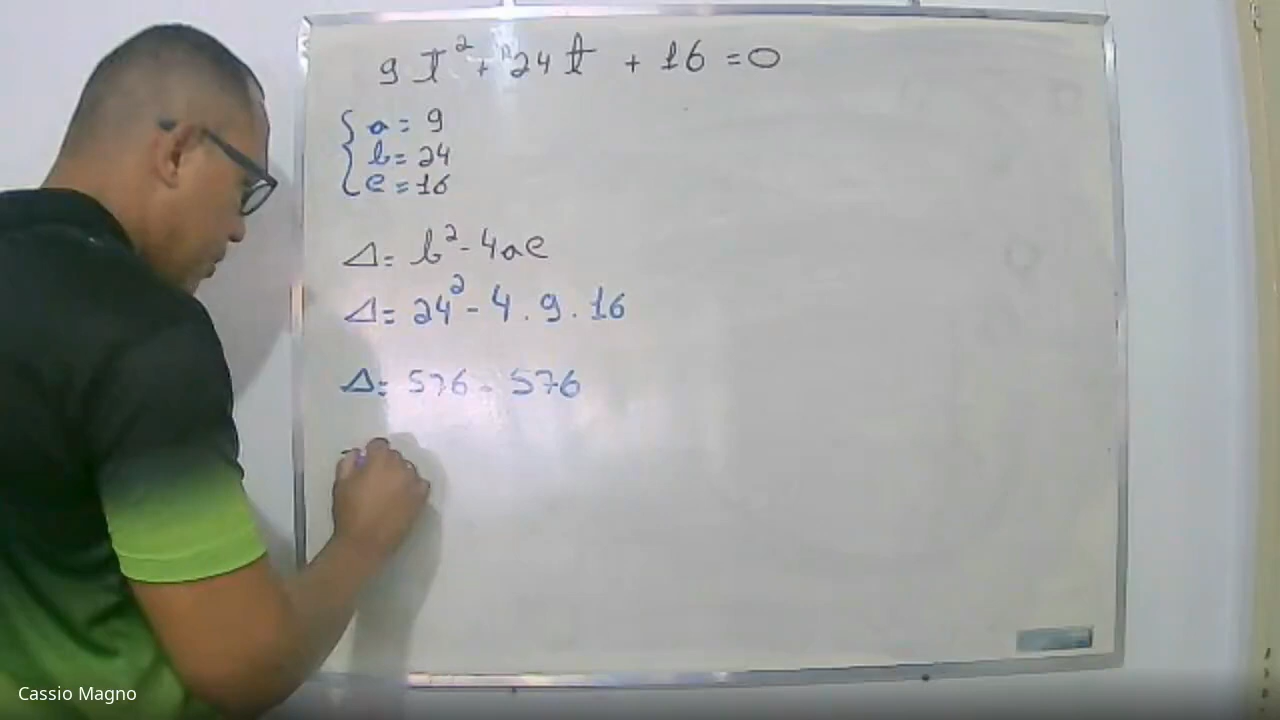 9t² + 24t + 16 = 0
a = 9
b = 24
c = 16
Δ = b² - 4ac
Δ = 24² - 4 . 9 . 16
Δ = 576 - 576
Cassio Magno